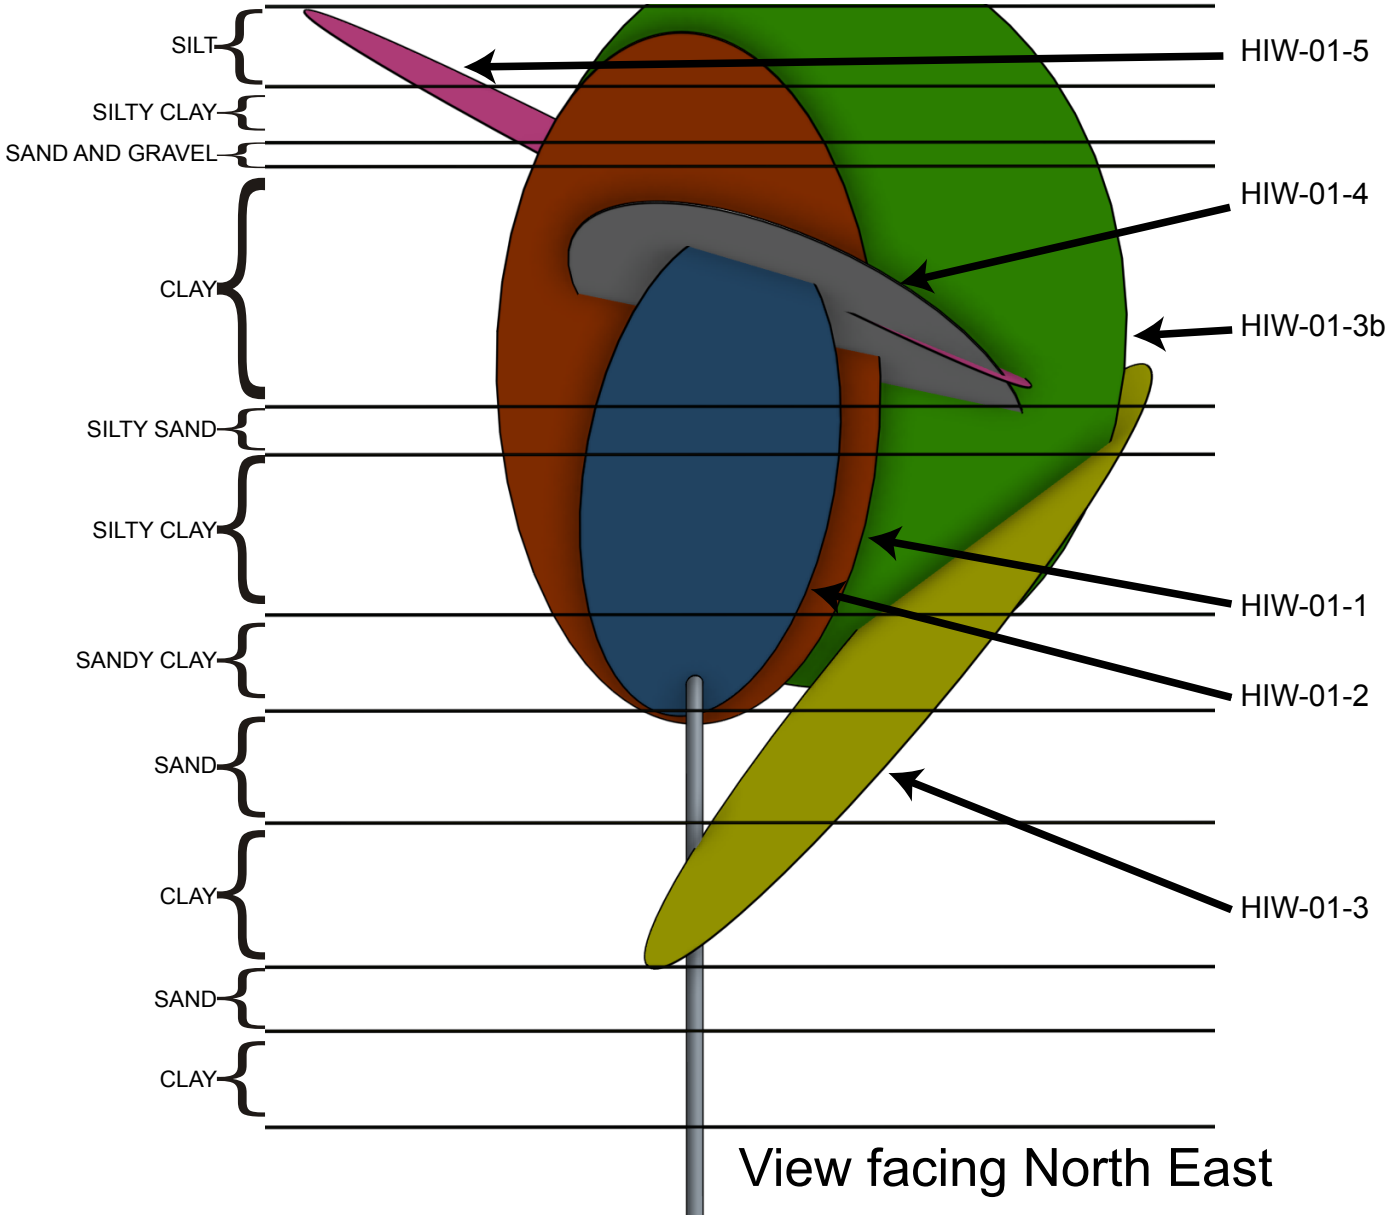 SILT
SILTY CLAY
SAND AND GRAVEL
CLAY
SILTY SAND
SILTY CLAY
SANDY CLAY
SAND
CLAY
SAND
CLAY
HIW-01-5
HIW-01-4
HIW-01-3b
HIW-01-1
HIW-01-2
HIW-01-3
View facing North East